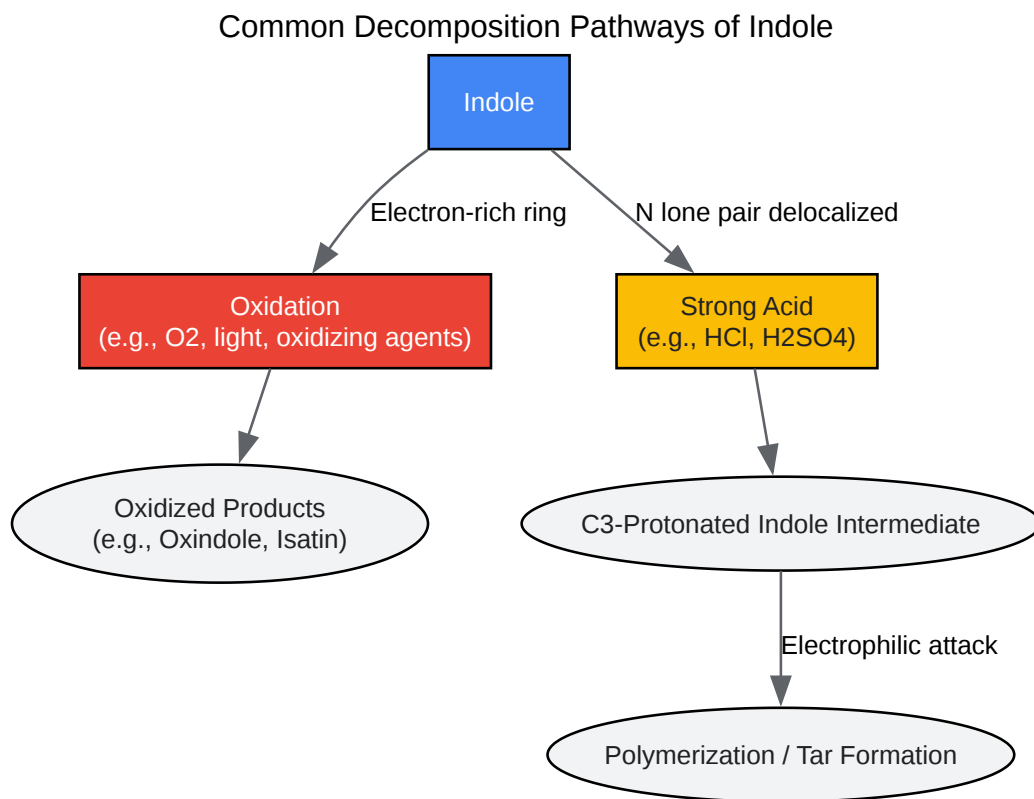 Common Decomposition Pathways of Indole
Indole
Electron-rich ring
N lone pair delocalized
Oxidation
(e.g., O2, light, oxidizing agents)
Strong Acid
(e.g., HCl, H2SO4)
Oxidized Products
(e.g., Oxindole, Isatin)
C3-Protonated Indole Intermediate
Electrophilic attack
Polymerization / Tar Formation